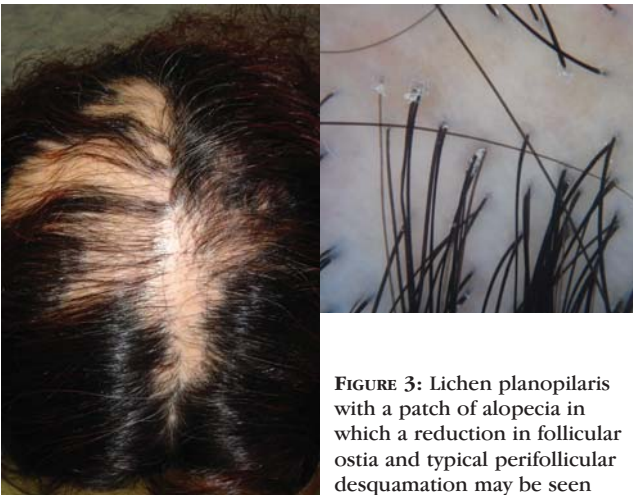 FIGURE 3: Lichen planopilaris
with a patch of alopecia in
which a reduction in follicular
ostia and typical perifollicular
desquamation may be seen